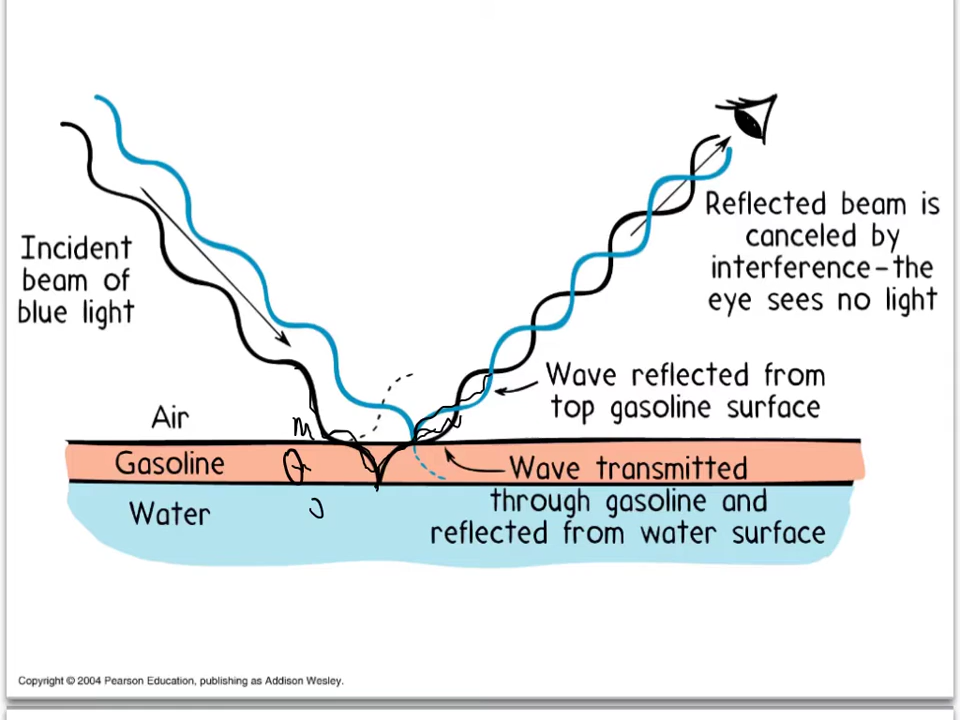 Incident
beam of
blue light
Reflected beam is
canceled by
interference–the
eye sees no light
Wave reflected from
top gasoline surface
Air
Gasoline
Wave transmitted
through gasoline and
reflected from water surface
Water
Copyright © 2004 Pearson Education, publishing as Addison Wesley.